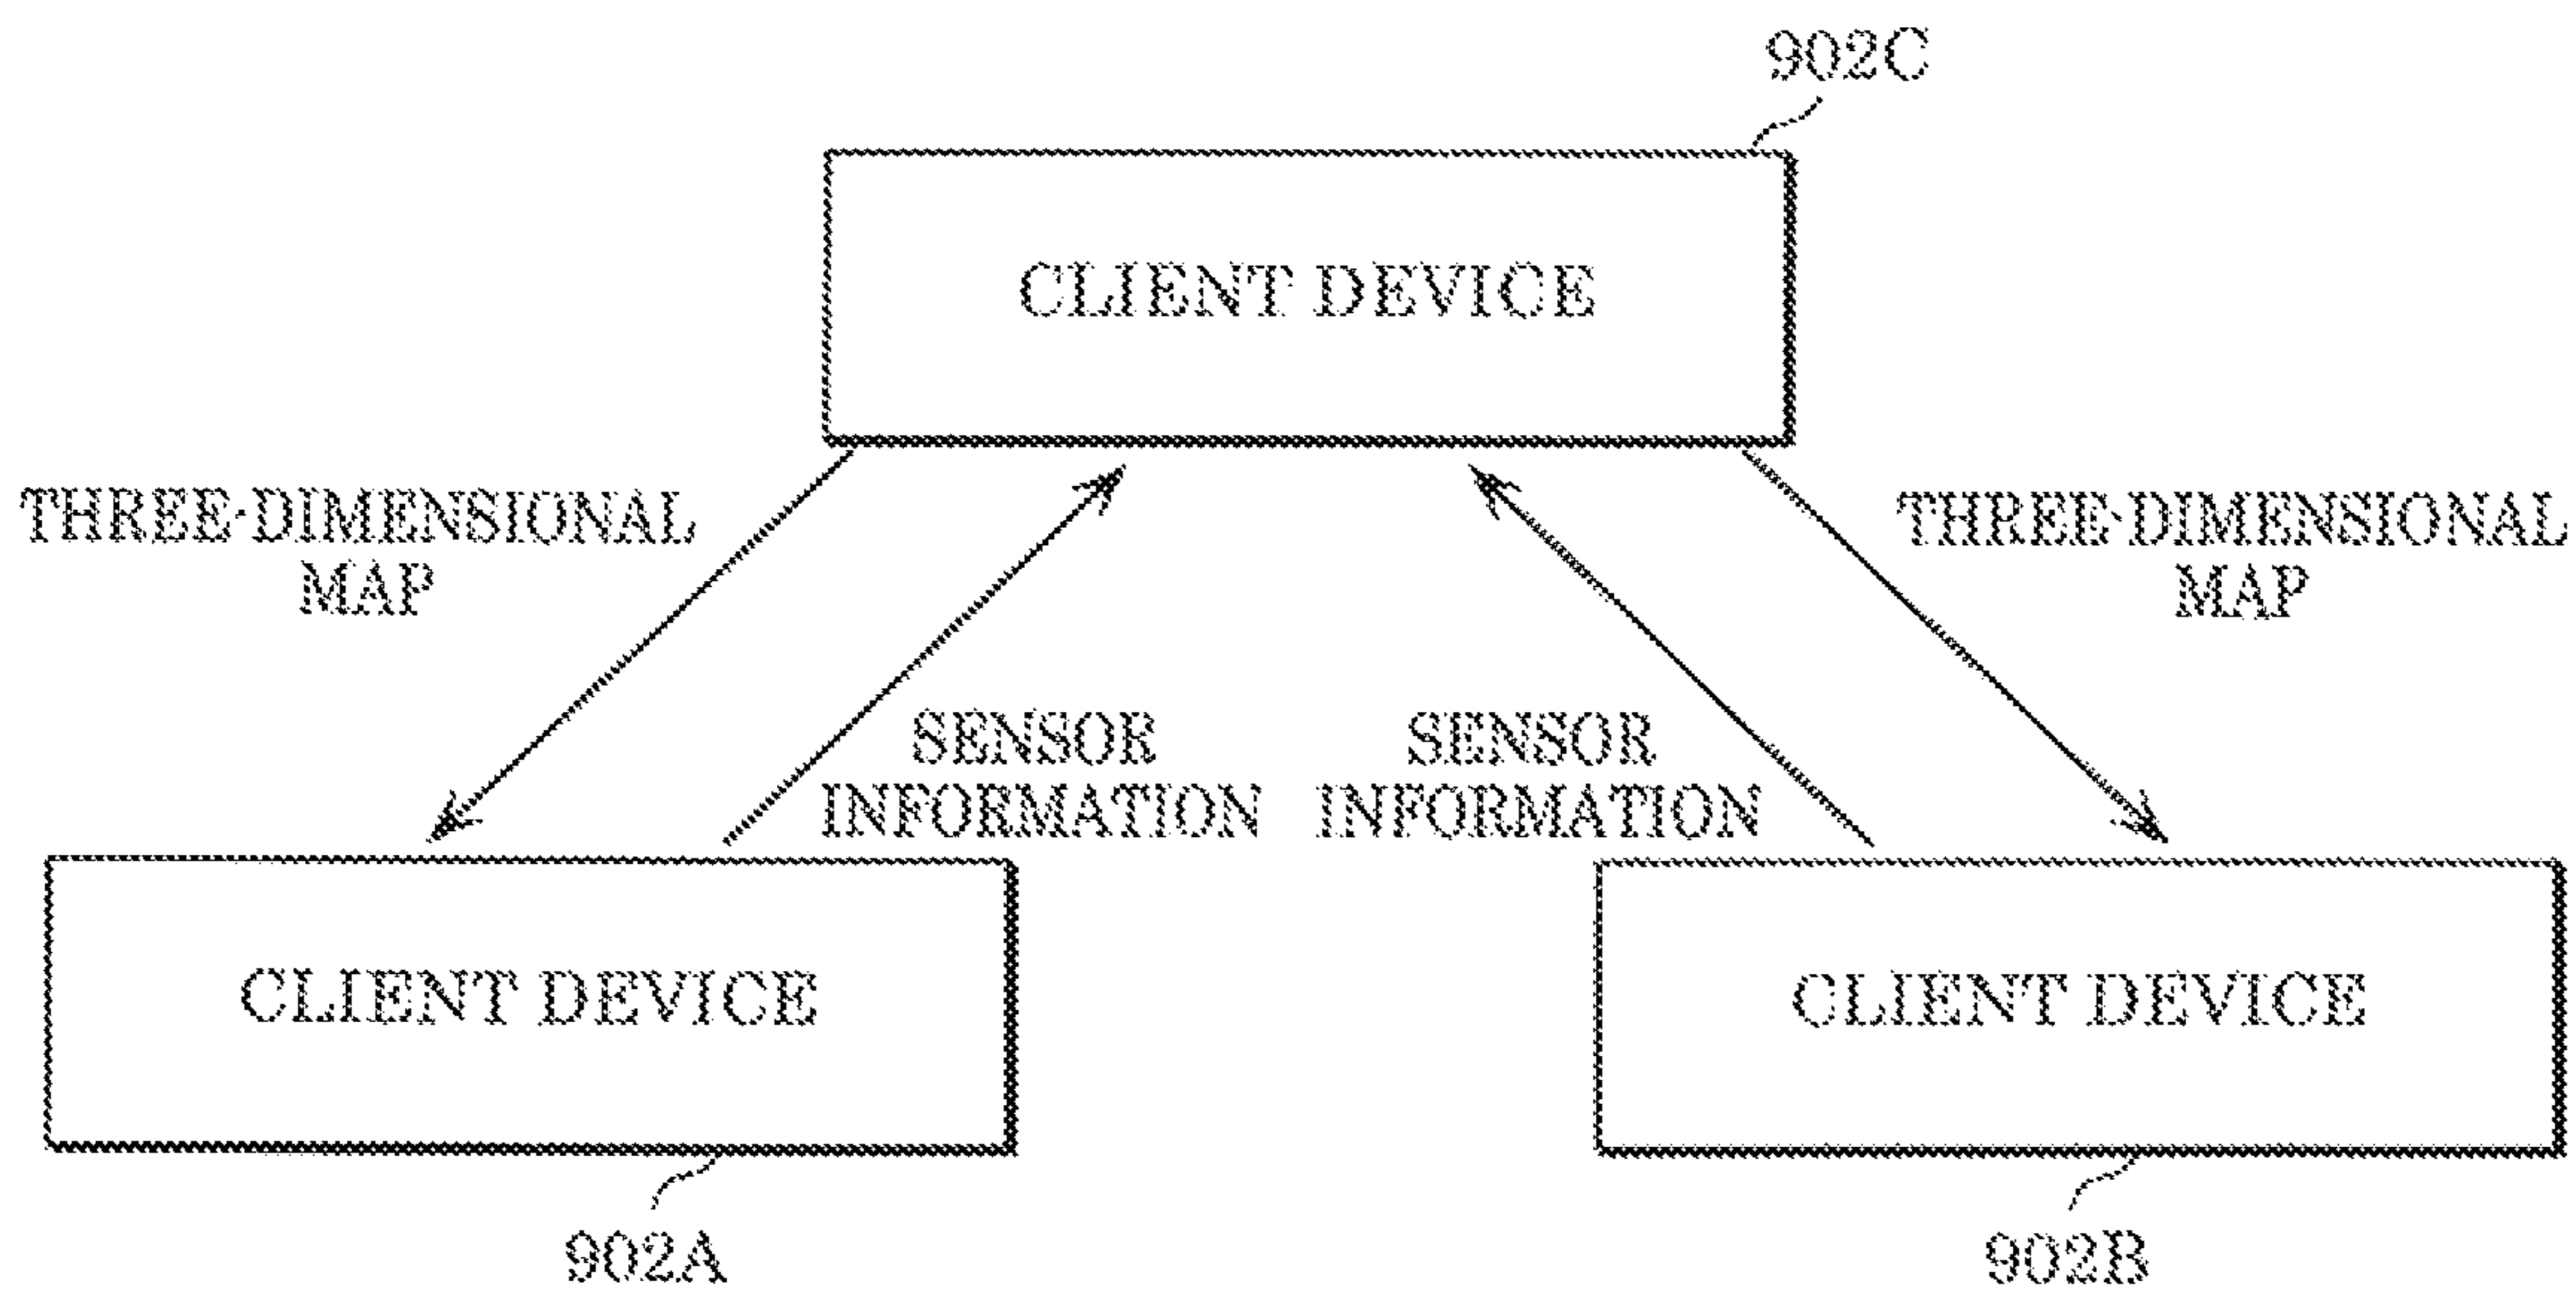 902C
CLIENT DEVICE
THREE-DIMENSIONAL
MAP
THREE-DIMENSIONAL
MAP
SENSOR
INFORMATION
SENSOR
INFORMATION
CLIENT DEVICE
CLIENT DEVICE
902A
902B